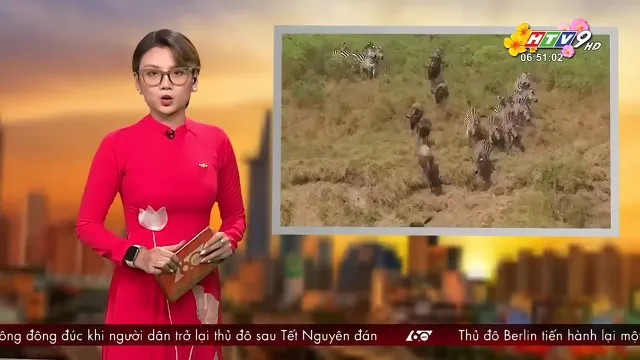 HTV9 HD
06:51:02
ông đông đúc khi người dân trở lại thủ đô sau Tết Nguyên đán
Thủ đô Berlin tiến hành lại mộ